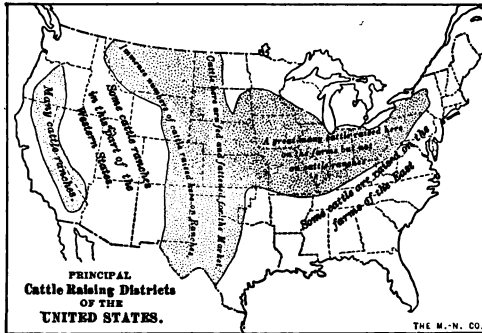 Many cattle ranches
Some cattle ranches
in this part of the
Western States.
Immense numbers of cattle raised here on Ranches.
Cattle here are fed and fattened for the Market
A great many cattle raised here
on the farms but not
on cattle ranches
Some cattle are raised on the
farms of the East
PRINCIPAL
Cattle Raising Districts
OF THE
UNITED STATES.
THE M.-N. CO.